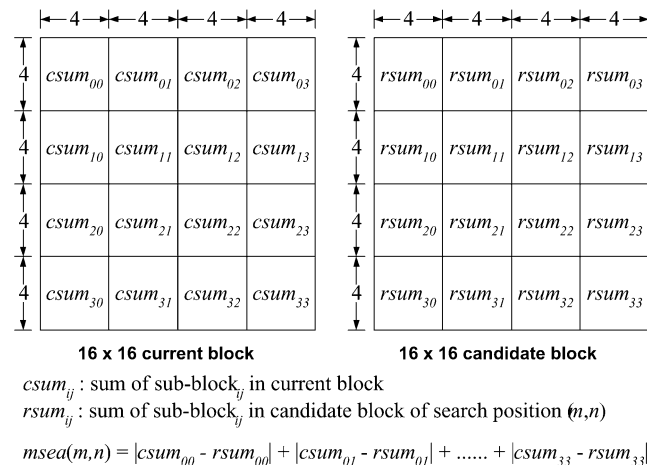 4 4 4 4 4 4 4 4
4 csum00 csum01 csum02 csum03 4 rsum00 rsum01 rsum02 rsum03
4 csum10 csum11 csum12 csum13 4 rsum10 rsum11 rsum12 rsum13
4 csum20 csum21 csum22 csum23 4 rsum20 rsum21 rsum22 rsum23
4 csum30 csum31 csum32 csum33 4 rsum30 rsum31 rsum32 rsum33
16 x 16 current block 16 x 16 candidate block
csumij : sum of sub-blockij in current block
rsumij : sum of sub-blockij in candidate block of search position (m,n)
msea(m,n) = |csum00 - rsum00| + |csum01 - rsum01| + ...... + |csum33 - rsum33|